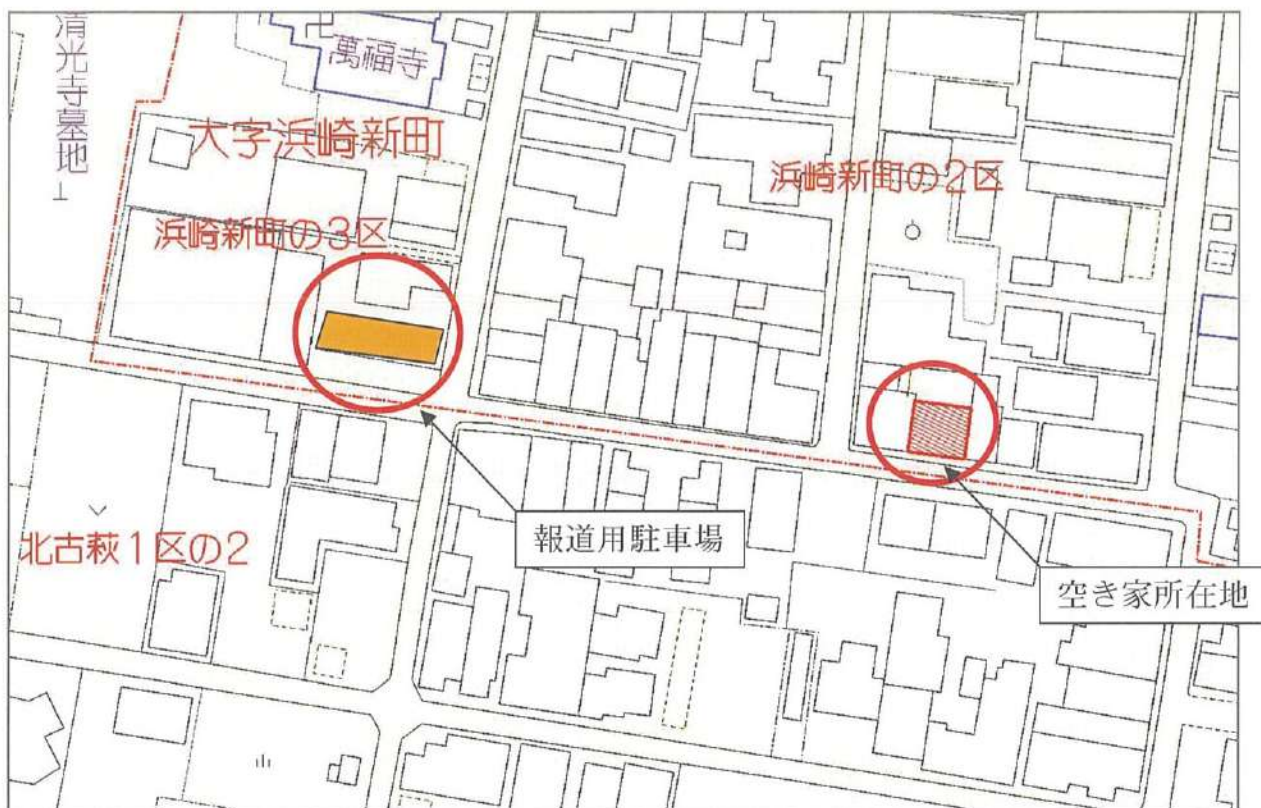 清光寺墓地
萬福寺
大字浜崎新町
浜崎新町の2区
浜崎新町の3区
報道用駐車場
北古萩1区の2
空き家所在地